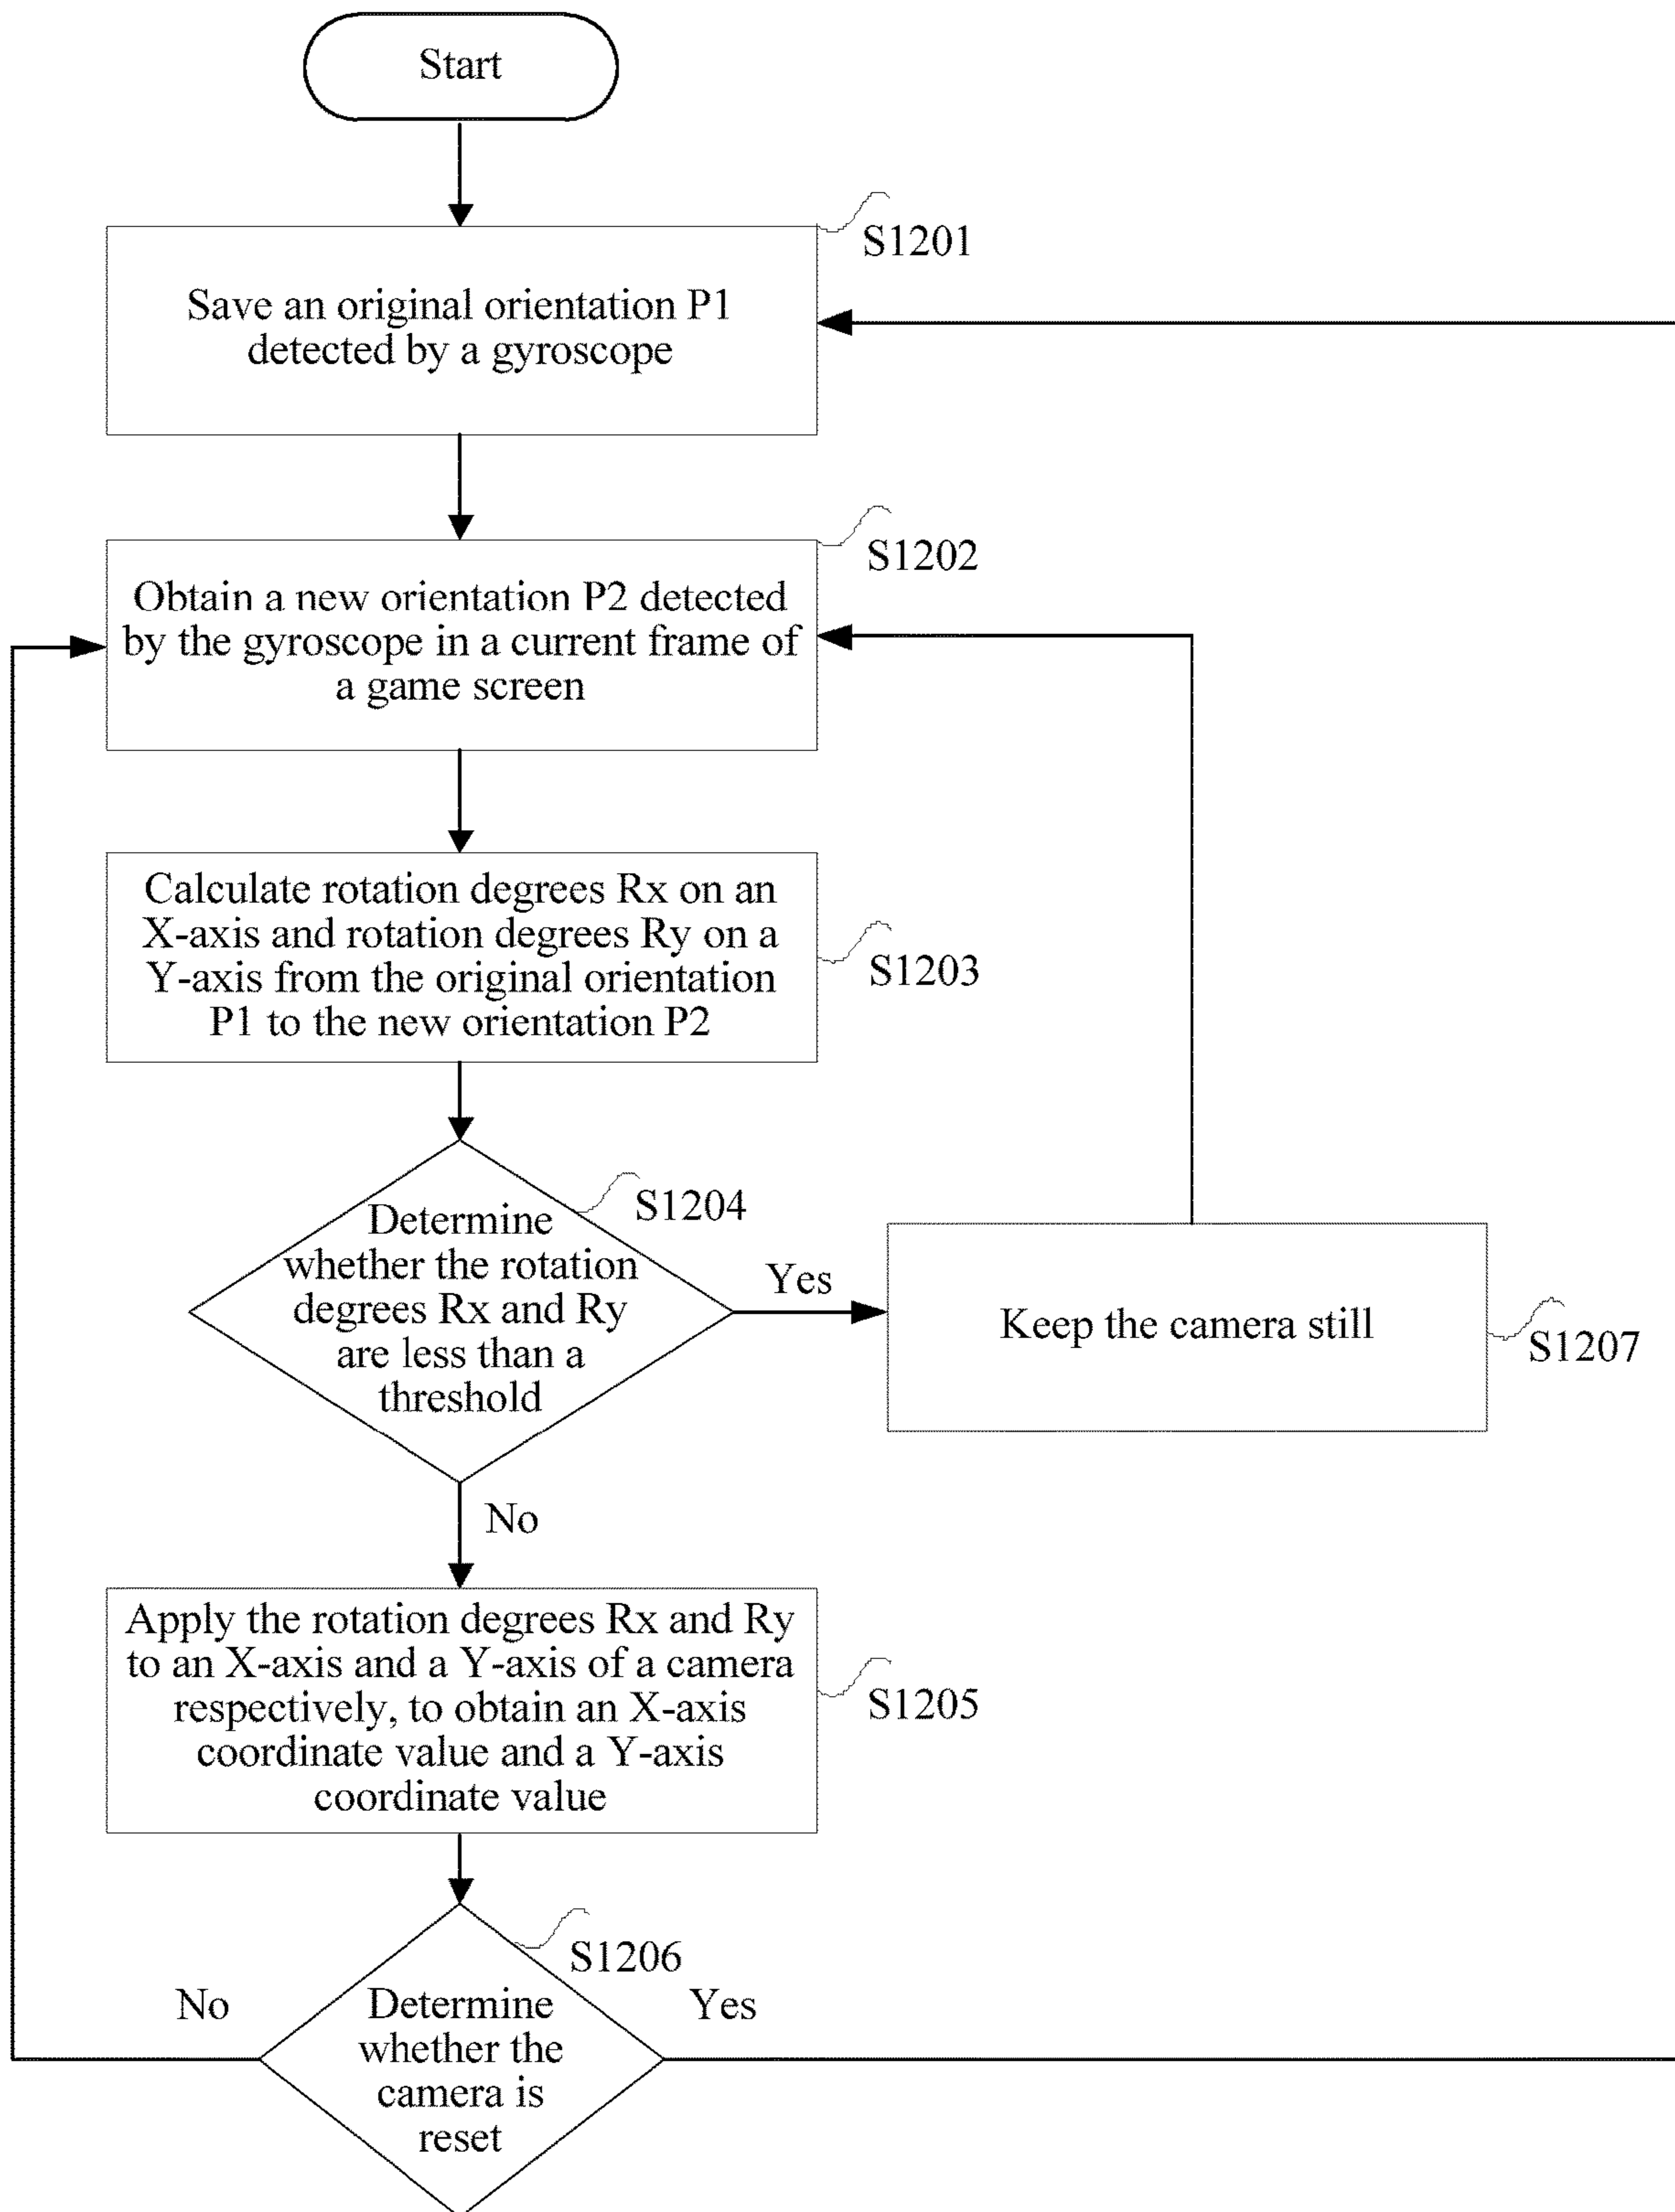 Start
S1201
Save an original orientation P1
detected by a gyroscope
S1202
Obtain a new orientation P2 detected
by the gyroscope in a current frame of
a game screen
Calculate rotation degrees Rx on an
X-axis and rotation degrees Ry on a
Y-axis from the original orientation
P1 to the new orientation P2
S1203
S1204
Determine
whether the rotation
degrees Rx and Ry
are less than a
threshold
Yes
Keep the camera still
S1207
No
Apply the rotation degrees Rx and Ry
to an X-axis and a Y-axis of a camera
respectively, to obtain an X-axis
coordinate value and a Y-axis
coordinate value
S1205
S1206
No
Determine
whether the
camera is
reset
Yes